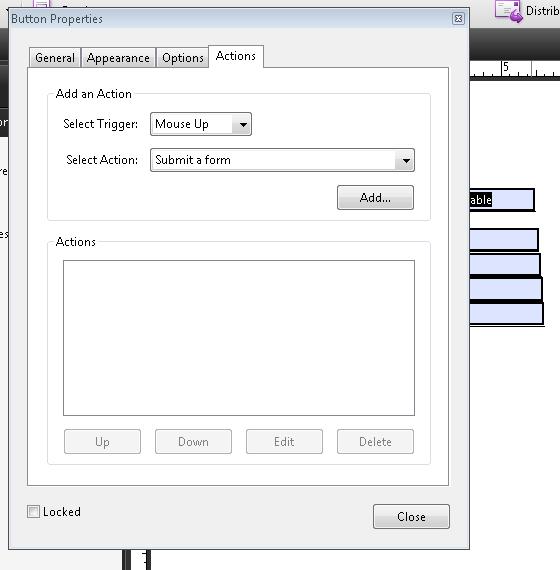 Button Properties
Distrib
General Appearance Options Actions
5
Add an Action
Select Trigger: Mouse Up
Select Action: Submit a form
Add...
able
Actions
Up Down Edit Delete
Locked
Close